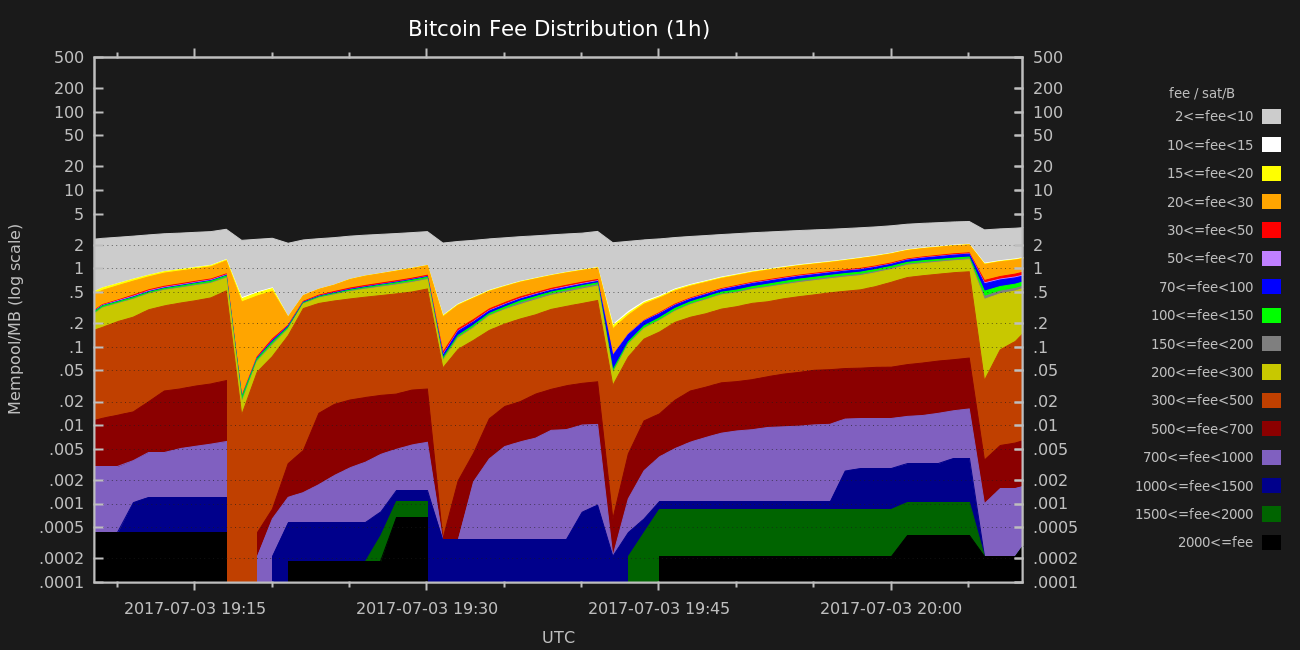 Bitcoin Fee Distribution (1h)
500 500
200 200
100 100
50 50
20 20
10 10
5 5
2 2
1 1
.5 .5
.2 .2
.1 .1
.05 .05
.02 .02
.01 .01
.005 .005
.002 .002
.001 .001
.0005 .0005
.0002 .0002
.0001 .0001
Mempool/MB (log scale)
2017-07-03 19:15 2017-07-03 19:30 2017-07-03 19:45 2017-07-03 20:00
UTC
fee / sat/B
2<=fee<10
10<=fee<15
15<=fee<20
20<=fee<30
30<=fee<50
50<=fee<70
70<=fee<100
100<=fee<150
150<=fee<200
200<=fee<300
300<=fee<500
500<=fee<700
700<=fee<1000
1000<=fee<1500
1500<=fee<2000
2000<=fee